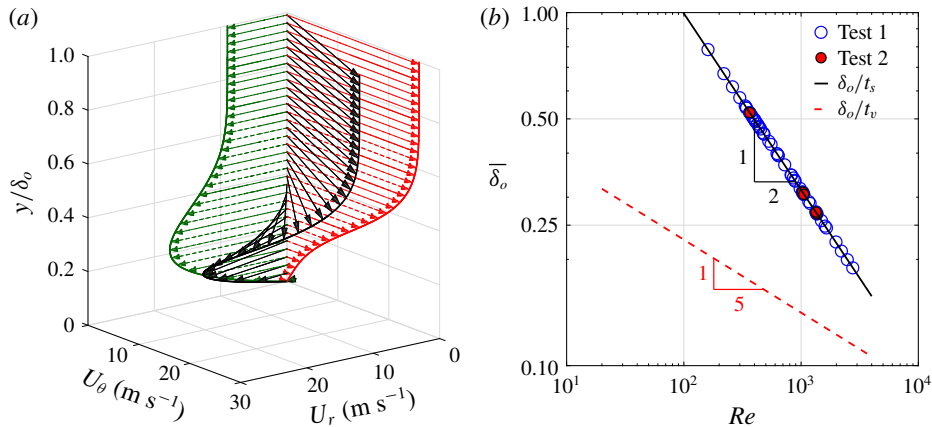 (a)
1.0
0.8
0.6
0.4
0.2
0
y/δₒ
10
20
30
U_θ (m s⁻¹)
20
10
0
U_r (m s⁻¹)
(b)
1.00
0.50
0.25
0.10
δₒ|
Test 1
Test 2
δₒ/tₛ
δₒ/tᵥ
1
2
1
5
10¹
10²
10³
10⁴
Re